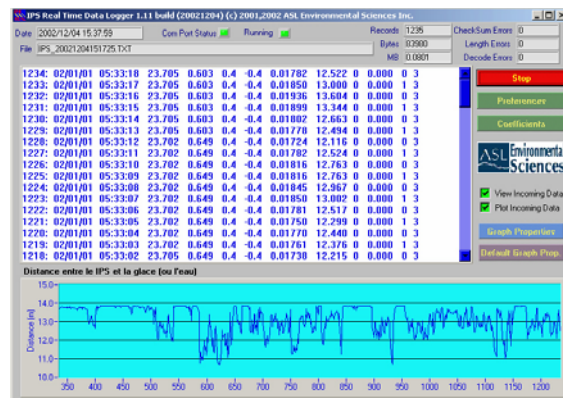 IPS Real Time Data Logger 1.11 build (20021204) (c) 2001,2002 ASL Environmental Sciences Inc.
Date 2002/12/04 15:37:59 Com Port Status Running Records 1235 CheckSum Errors 0
Bytes 83980 Length Errors 0
File IPS_20021204151725.TXT MB 0.0801 Decode Errors 0
1234: 02/01/01 05:33:18 23.705 0.603 0.4 -0.4 0.01782 12.522 0 0.000 0 3
1233: 02/01/01 05:33:17 23.705 0.603 0.4 -0.4 0.01850 13.000 0 0.000 1 3
1232: 02/01/01 05:33:16 23.705 0.603 0.4 -0.4 0.01936 13.604 0 0.000 0 3
1231: 02/01/01 05:33:15 23.705 0.603 0.4 -0.4 0.01899 13.344 0 0.000 1 3
1230: 02/01/01 05:33:14 23.705 0.603 0.4 -0.4 0.01802 12.663 0 0.000 0 3
1229: 02/01/01 05:33:13 23.705 0.603 0.4 -0.4 0.01778 12.494 0 0.000 1 3
1228: 02/01/01 05:33:12 23.702 0.649 0.4 -0.4 0.01724 12.116 0 0.000 0 3
1227: 02/01/01 05:33:11 23.702 0.649 0.4 -0.4 0.01782 12.524 0 0.000 1 3
1226: 02/01/01 05:33:10 23.702 0.649 0.4 -0.4 0.01816 12.763 0 0.000 0 3
1225: 02/01/01 05:33:09 23.702 0.649 0.4 -0.4 0.01816 12.763 0 0.000 1 3
1224: 02/01/01 05:33:08 23.702 0.649 0.4 -0.4 0.01845 12.967 0 0.000 0 3
1223: 02/01/01 05:33:07 23.702 0.649 0.4 -0.4 0.01850 13.002 0 0.000 1 3
1222: 02/01/01 05:33:06 23.702 0.649 0.4 -0.4 0.01781 12.517 0 0.000 0 3
1221: 02/01/01 05:33:05 23.702 0.649 0.4 -0.4 0.01750 12.299 0 0.000 1 3
1220: 02/01/01 05:33:04 23.702 0.649 0.4 -0.4 0.01770 12.440 0 0.000 0 3
1219: 02/01/01 05:33:03 23.702 0.649 0.4 -0.4 0.01761 12.376 0 0.000 1 3
1218: 02/01/01 05:33:02 23.702 0.649 0.4 -0.4 0.01738 12.215 0 0.000 0 3
Stop
Preferences
Coefficients
ASL Environmental
Sciences
View Incoming Data
Plot Incoming Data
Graph Properties
Default Graph Prop.
Distance entre le IPS et la glace (ou l'eau)
Distance [m]
15.0
14.0
13.0
12.0
11.0
10.0
350 400 450 500 550 600 650 700 750 800 850 900 950 1000 1050 1100 1150 1200